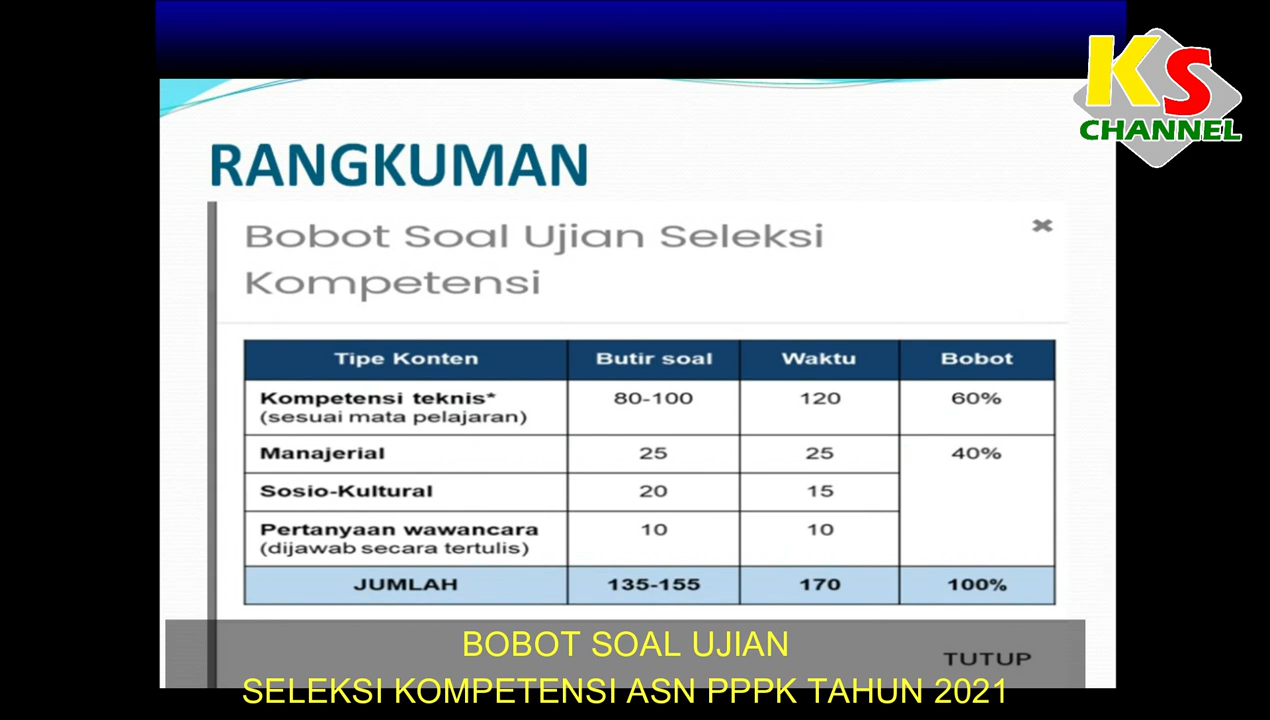 KS
CHANNEL
RANGKUMAN
Bobot Soal Ujian Seleksi
Kompetensi
Tipe Konten Butir soal Waktu Bobot
Kompetensi teknis* 80-100 120 60%
(sesuai mata pelajaran)
Manajerial 25 25 40%
Sosio-Kultural 20 15
Pertanyaan wawancara 10 10
(dijawab secara tertulis)
JUMLAH 135-155 170 100%
BOBOT SOAL UJIAN
TUTUP
SELEKSI KOMPETENSI ASN PPPK TAHUN 2021